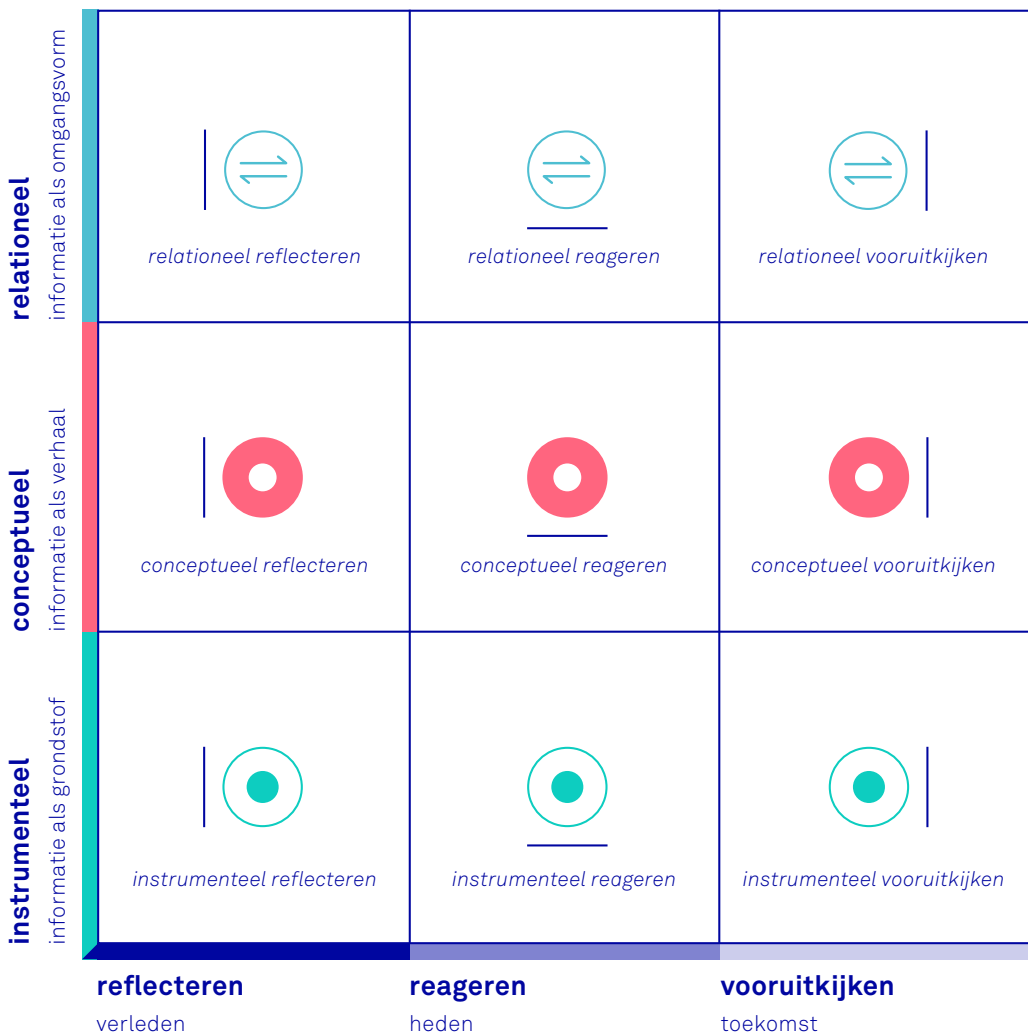 relationeel
informatie als omgangsvorm
relationeel reflecteren
relationeel reageren
relationeel vooruitkijken
conceptueel
informatie als verhaal
conceptueel reflecteren
conceptueel reageren
conceptueel vooruitkijken
instrumenteel
informatie als grondstof
instrumenteel reflecteren
instrumenteel reageren
instrumenteel vooruitkijken
reflecteren
verleden
reageren
heden
vooruitkijken
toekomst